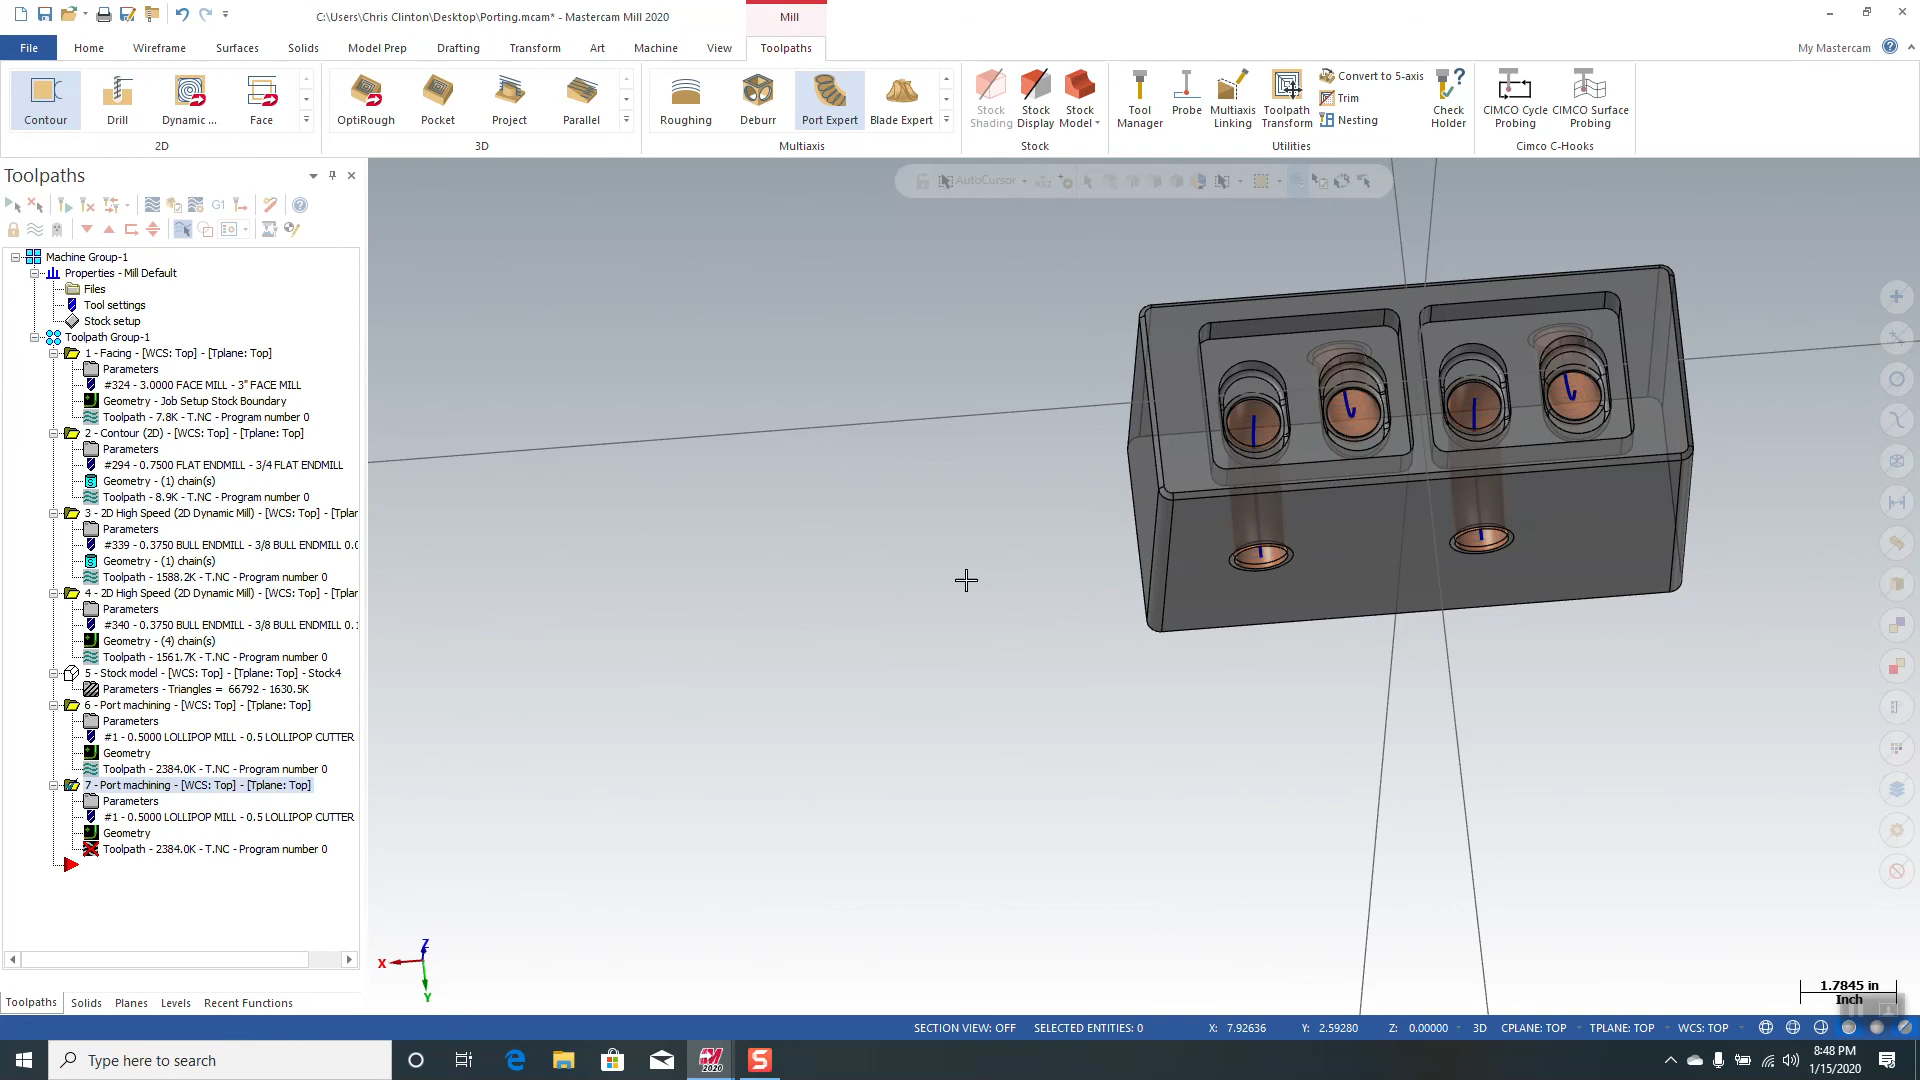 C:\Users\Chris Clinton\Desktop\Porting.mcam* - Mastercam Mill 2020
Mill
File Home Wireframe Surfaces Solids Model Prep Drafting Transform Art Machine View Toolpaths My Mastercam
Contour Drill Dynamic ... Face OptiRough Pocket Project Parallel Roughing Deburr Port Expert Blade Expert
Stock Shading Stock Display Stock Model Tool Manager Probe Multiaxis Linking Toolpath Transform
Convert to 5-axis
Trim
Nesting
Check Holder CIMCO Cycle Probing CIMCO Surface Probing
2D 3D Multiaxis Stock Utilities Cimco C-Hooks
Toolpaths
AutoCursor
G1
Machine Group-1
Properties - Mill Default
Files
Tool settings
Stock setup
Toolpath Group-1
1 - Facing - [WCS: Top] - [Tplane: Top]
Parameters
#324 - 3.0000 FACE MILL - 3" FACE MILL
Geometry - Job Setup Stock Boundary
Toolpath - 7.8K - T.NC - Program number 0
2 - Contour (2D) - [WCS: Top] - [Tplane: Top]
Parameters
#294 - 0.7500 FLAT ENDMILL - 3/4 FLAT ENDMILL
Geometry - (1) chain(s)
Toolpath - 8.9K - T.NC - Program number 0
3 - 2D High Speed (2D Dynamic Mill) - [WCS: Top] - [Tplar
Parameters
#339 - 0.3750 BULL ENDMILL - 3/8 BULL ENDMILL 0.0
Geometry - (1) chain(s)
Toolpath - 1588.2K - T.NC - Program number 0
4 - 2D High Speed (2D Dynamic Mill) - [WCS: Top] - [Tplar
Parameters
#340 - 0.3750 BULL ENDMILL - 3/8 BULL ENDMILL 0.1
Geometry - (4) chain(s)
Toolpath - 1561.7K - T.NC - Program number 0
5 - Stock model - [WCS: Top] - [Tplane: Top] - Stock4
Parameters - Triangles = 66792 - 1630.5K
6 - Port machining - [WCS: Top] - [Tplane: Top]
Parameters
#1 - 0.5000 LOLLIPOP MILL - 0.5 LOLLIPOP CUTTER
Geometry
Toolpath - 2384.0K - T.NC - Program number 0
7 - Port machining - [WCS: Top] - [Tplane: Top]
Parameters
#1 - 0.5000 LOLLIPOP MILL - 0.5 LOLLIPOP CUTTER
Geometry
Toolpath - 2384.0K - T.NC - Program number 0
Z
X
Y
1.7845 in
Inch
Toolpaths Solids Planes Levels Recent Functions
SECTION VIEW: OFF SELECTED ENTITIES: 0 X: 7.92636 Y: 2.59280 Z: 0.00000 3D CPLANE: TOP TPLANE: TOP WCS: TOP
Type here to search
2020
S
8:48 PM
1/15/2020